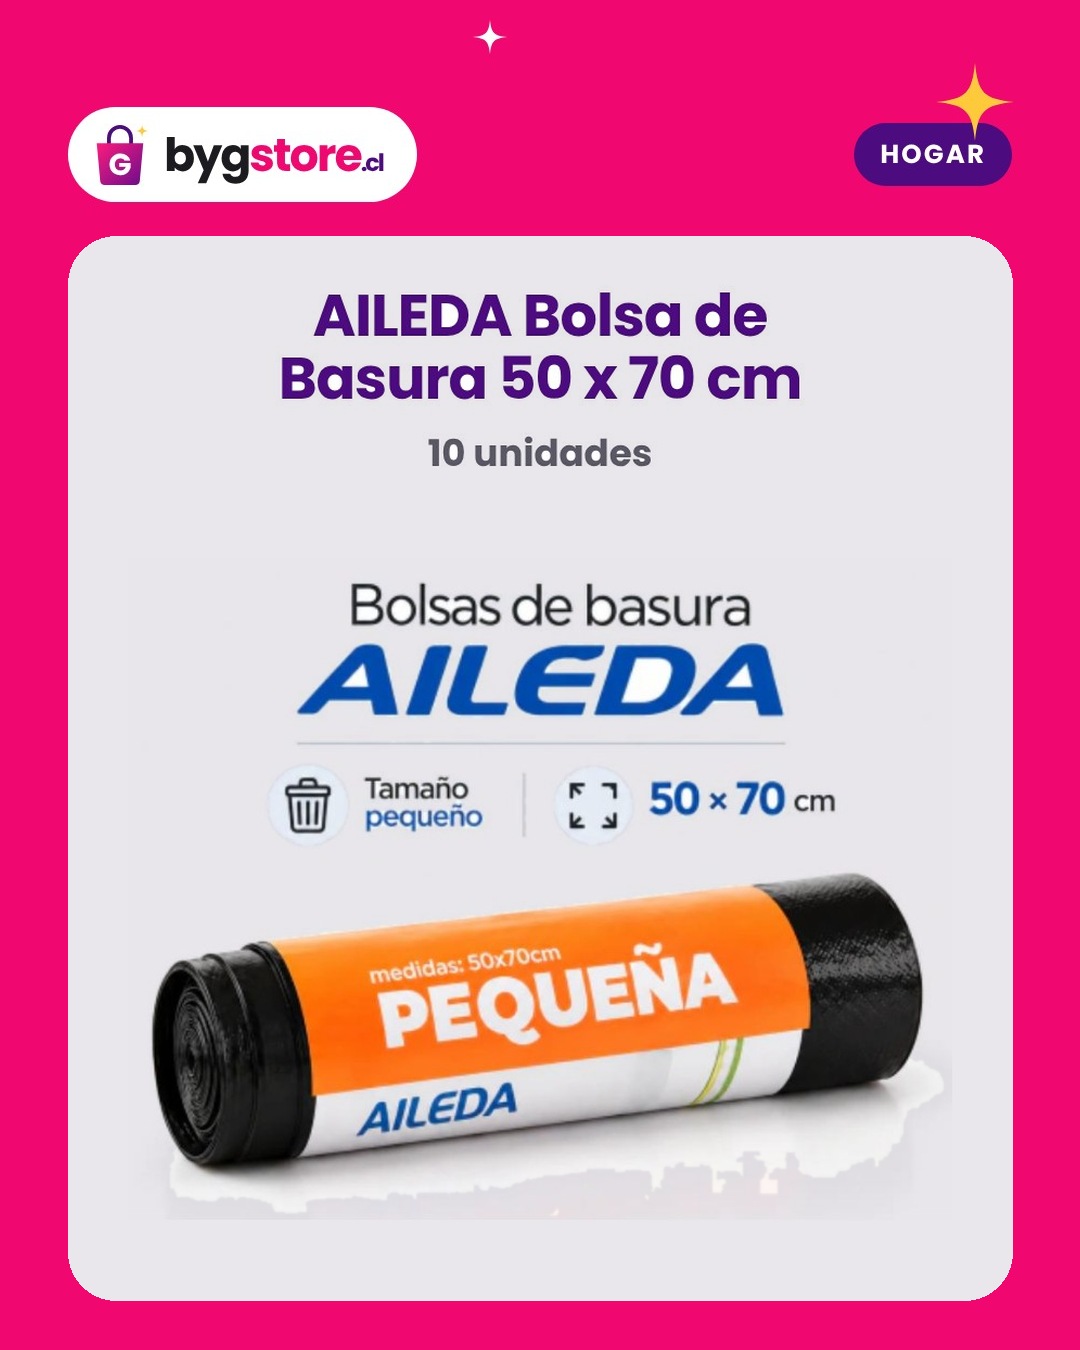 G
bygstore.cl
HOGAR
AILEDA Bolsa de
Basura 50 x 70 cm
10 unidades
Bolsas de basura
AILEDA
Tamaño
pequeño
50 × 70 cm
medidas: 50x70cm
PEQUEÑA
AILEDA